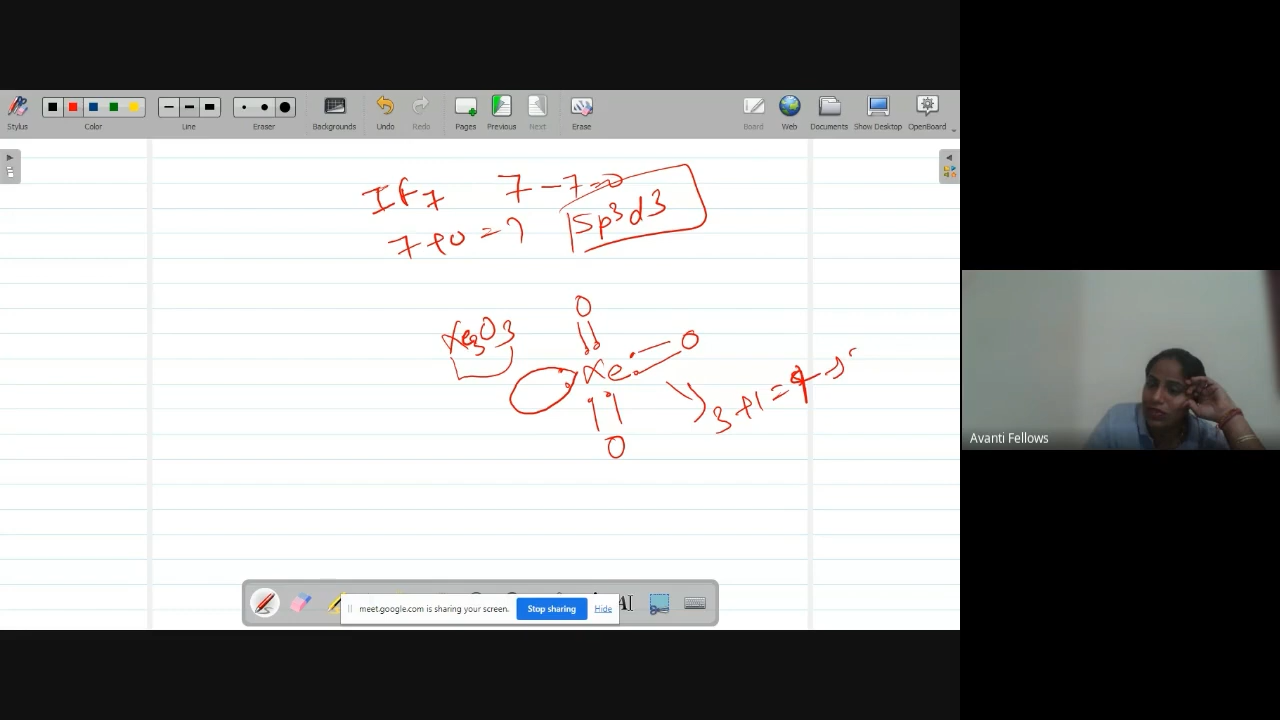 Stylus
Color
Line
Eraser
Backgrounds
Undo
Redo
Pages
Previous
Next
Erase
Board
Web
Documents
Show Desktop
OpenBoard
IF7 7-7=0
7+0=7 sp³d3
O
XeO3 Xe O
3+1=4
O
Avanti Fellows
meet.google.com is sharing your screen.
Stop sharing
Hide
AI